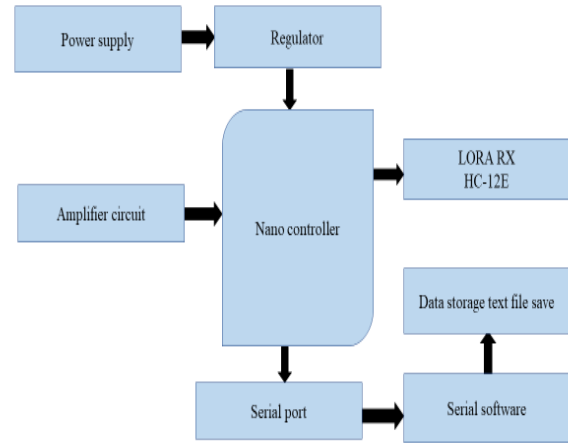 Power supply
Regulator
LORA RX
HC-12E
Amplifier circuit
Nano controller
Data storage text file save
Serial port
Serial software